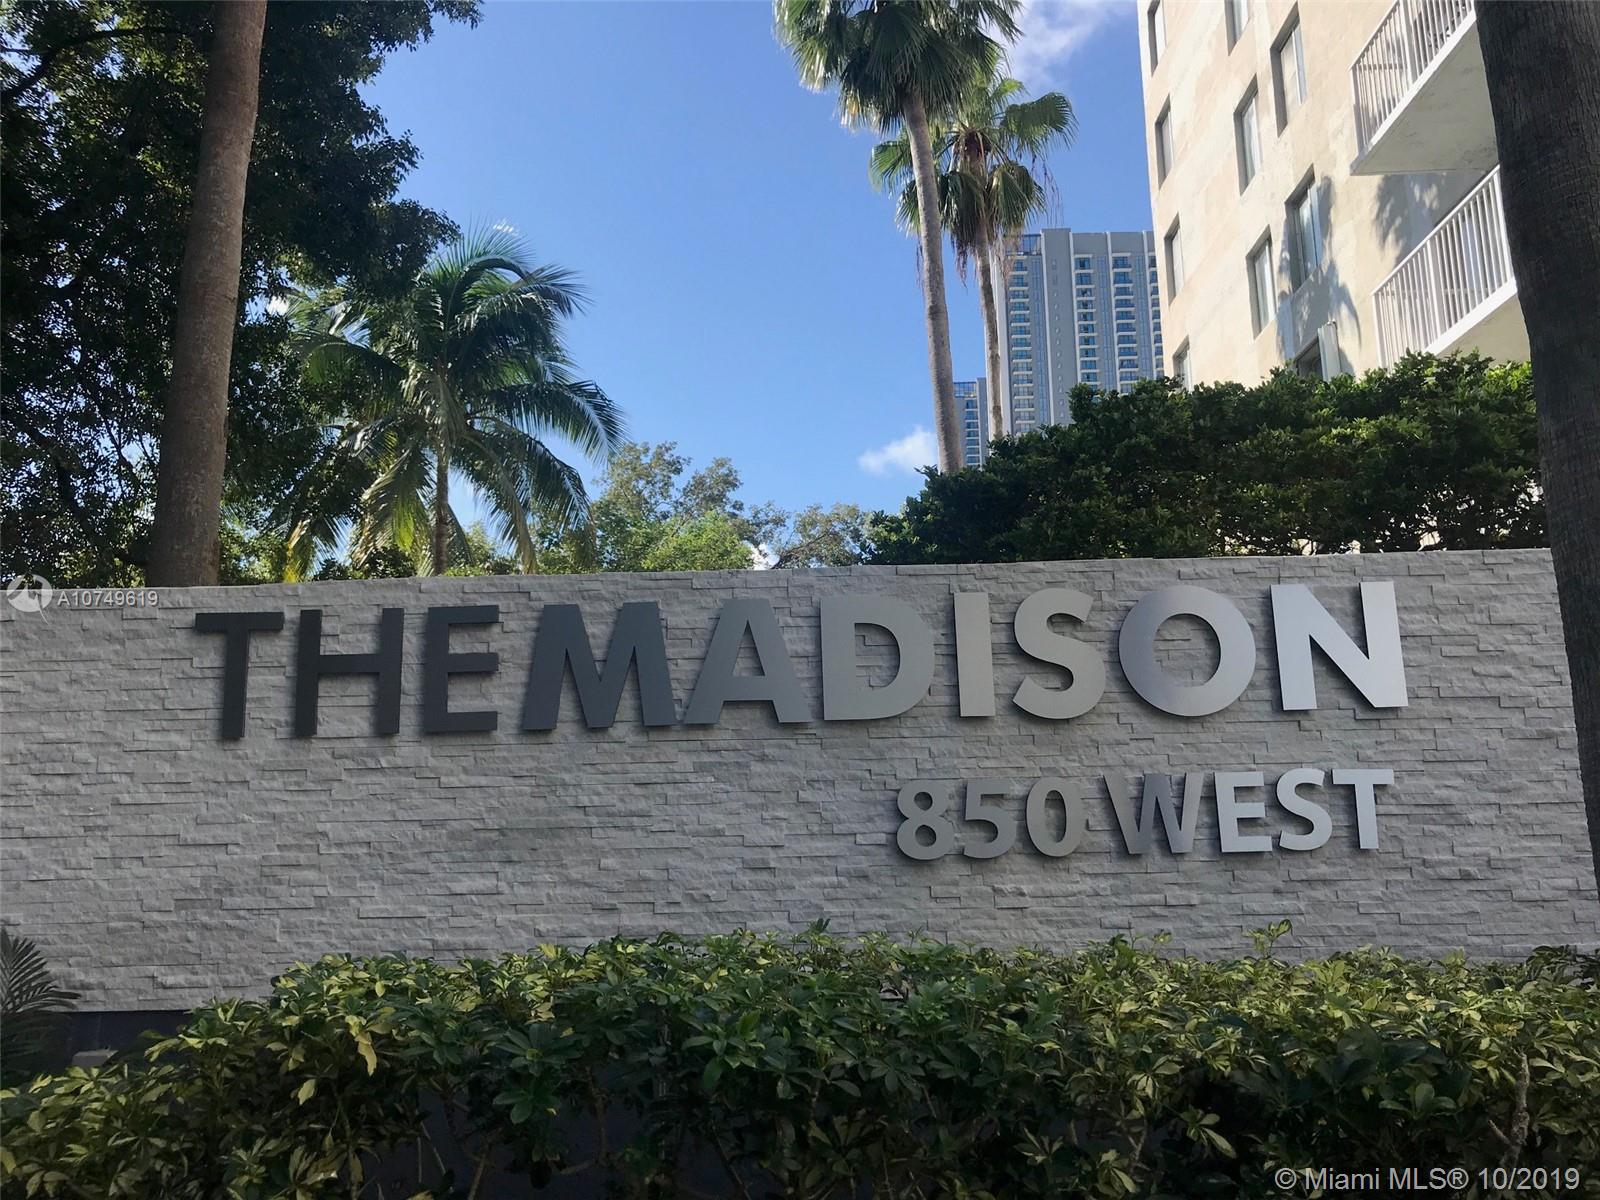 A10749619
THEMADISON
850 WEST
© Miami MLS® 10/2019